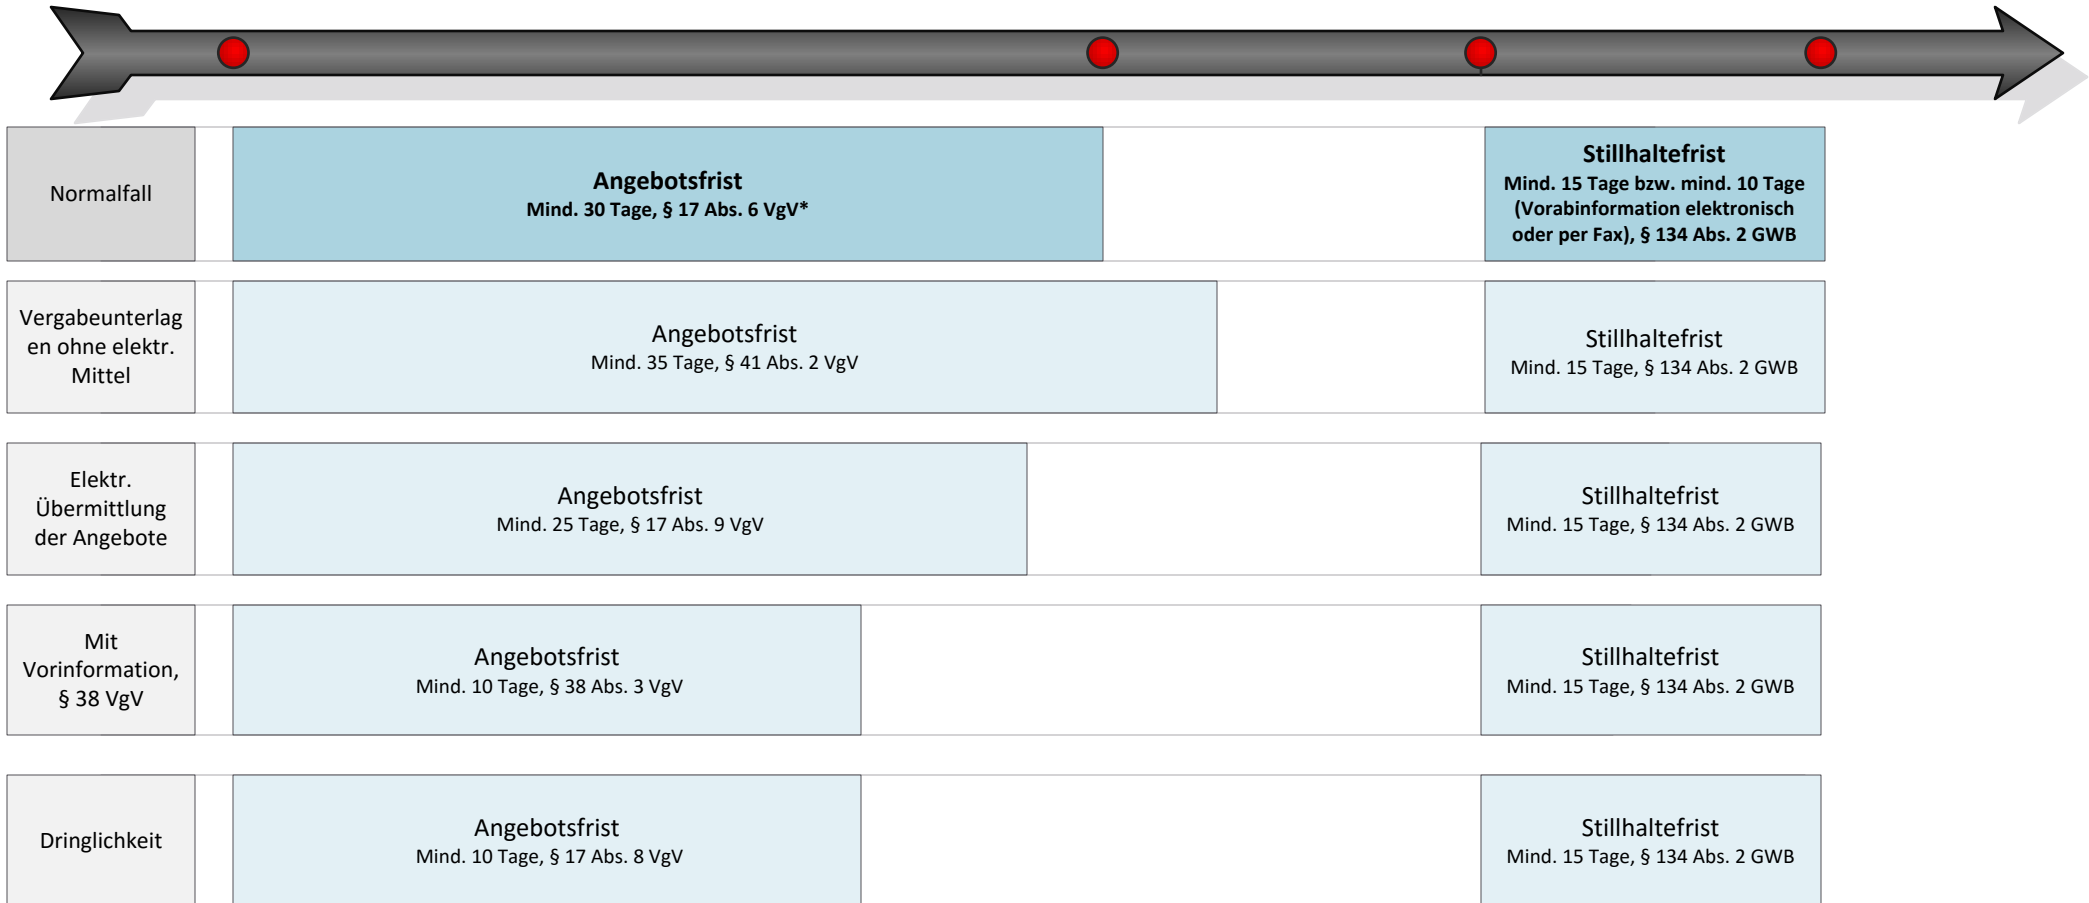 Normalfall
Angebotsfrist
Mind. 30 Tage, § 17 Abs. 6 VgV*
Stillhaltefrist
Mind. 15 Tage bzw. mind. 10 Tage
(Vorabinformation elektronisch
oder per Fax), § 134 Abs. 2 GWB
Vergabeunterlag
en ohne elektr.
Mittel
Angebotsfrist
Mind. 35 Tage, § 41 Abs. 2 VgV
Stillhaltefrist
Mind. 15 Tage, § 134 Abs. 2 GWB
Elektr.
Übermittlung
der Angebote
Angebotsfrist
Mind. 25 Tage, § 17 Abs. 9 VgV
Stillhaltefrist
Mind. 15 Tage, § 134 Abs. 2 GWB
Mit
Vorinformation,
§ 38 VgV
Angebotsfrist
Mind. 10 Tage, § 38 Abs. 3 VgV
Stillhaltefrist
Mind. 15 Tage, § 134 Abs. 2 GWB
Dringlichkeit
Angebotsfrist
Mind. 10 Tage, § 17 Abs. 8 VgV
Stillhaltefrist
Mind. 15 Tage, § 134 Abs. 2 GWB